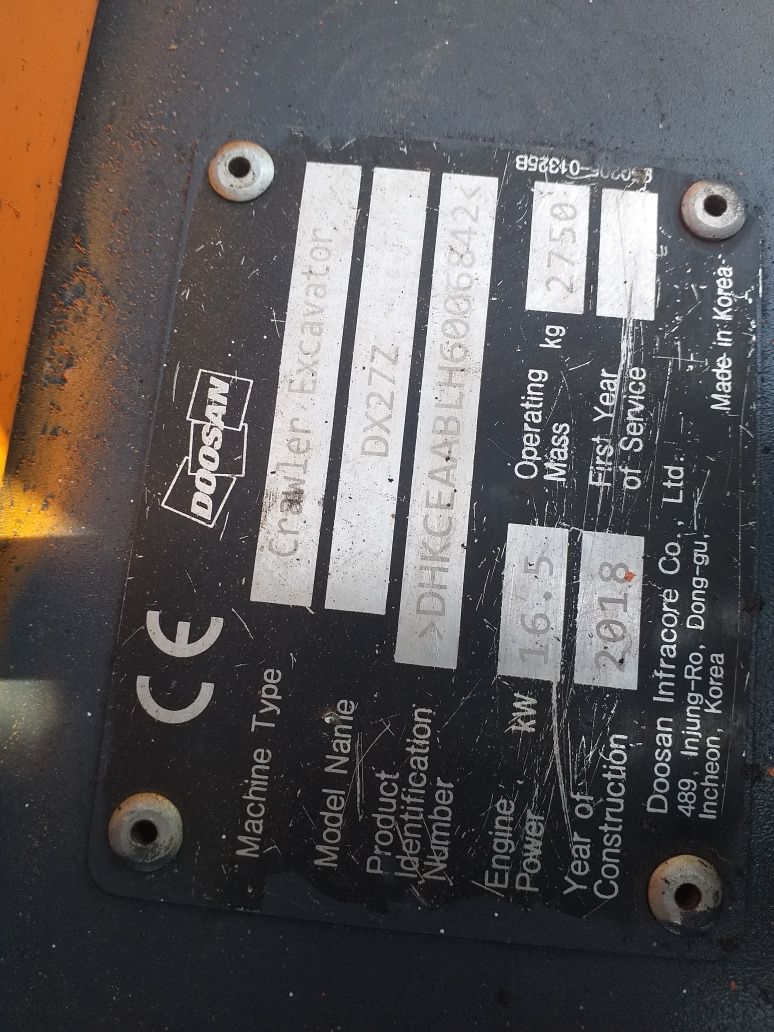 CE
DOOSAN
Machine Type Crawler Excavator
Model Name DX27Z
Product
Identification
Number >DHKCEAABLH6006842<
Engine
Power kW 16.5
Operating
Mass kg 2750
Year of
Construction 2018
First Year
of Service
Doosan Infracore Co., Ltd.
489, Injung-Ro, Dong-gu,
Incheon, Korea
Made in Korea
-01325B